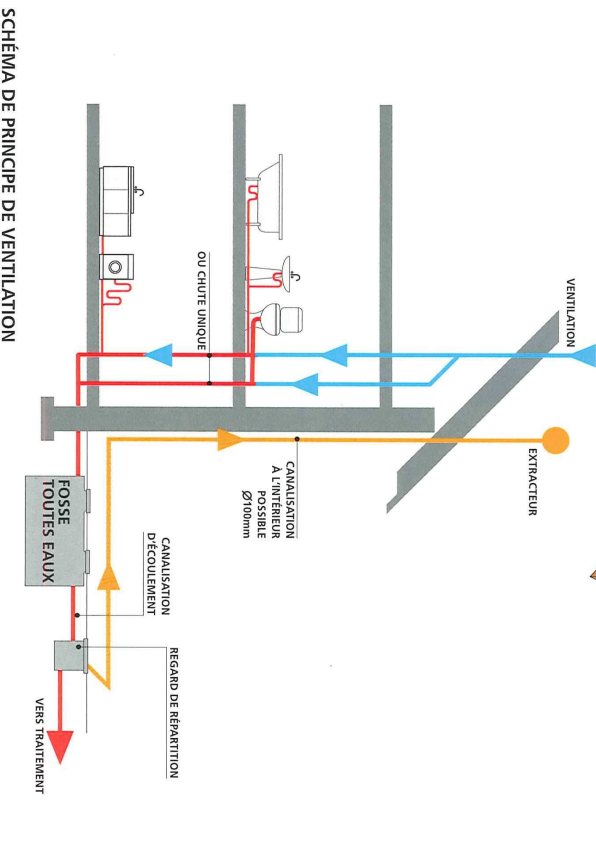 SCHÉMA DE PRINCIPE DE VENTILATION
VENTILATION
EXTRACTEUR
OU CHUTE UNIQUE
CANALISATION
À L'INTÉRIEUR
POSSIBLE
Ø100mm
FOSSE
TOUTES EAUX
CANALISATION
D'ÉCOULEMENT
REGARD DE RÉPARTITION
VERS TRAITEMENT